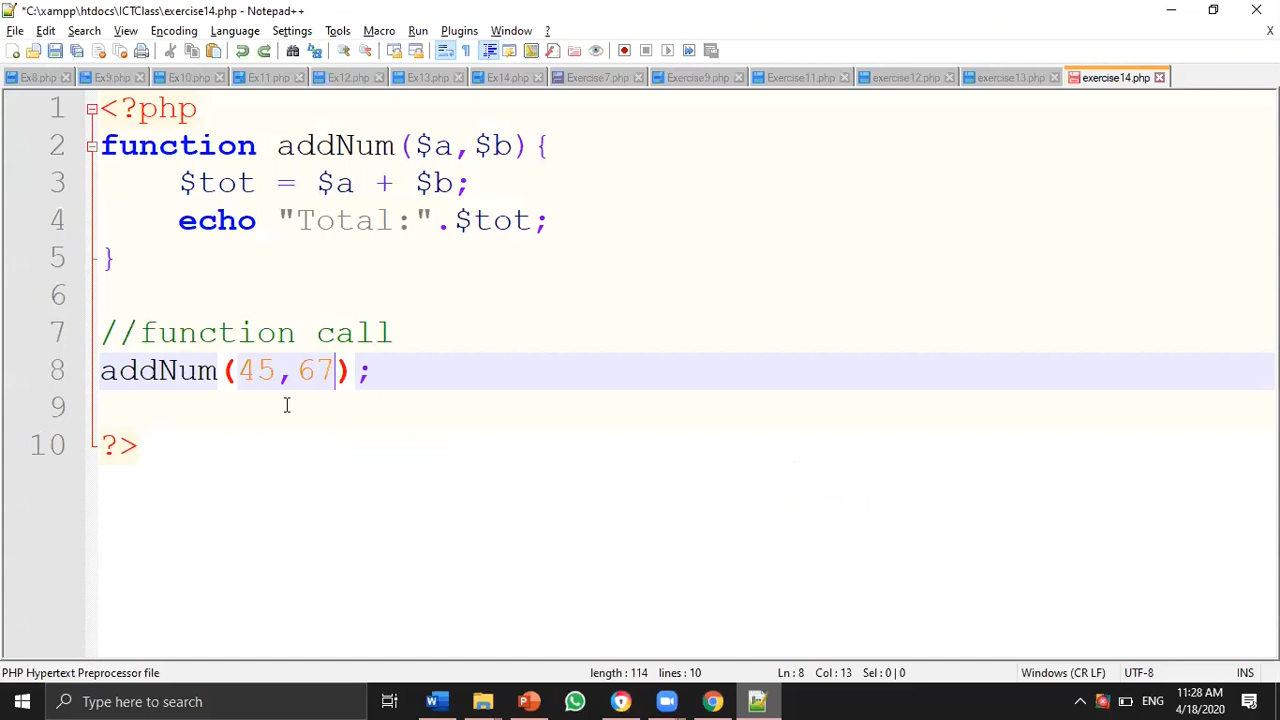 *C:\xampp\htdocs\ICTClass\exercise14.php - Notepad++
File Edit Search View Encoding Language Settings Tools Macro Run Plugins Window ? X
Ex8.php Ex9.php Ex10.php Ex11.php Ex12.php Ex13.php Ex14.php Exercise7.php Exercise9.php Exercise11.php exercise12.php exercise13.php exercise14.php
1 <?php
2 function addNum($a,$b){
3 $tot = $a + $b;
4 echo "Total:".$tot;
5 }
6
7 //function call
8 addNum(45,67);
9
10 ?>
PHP Hypertext Preprocessor file length : 114 lines : 10 Ln : 8 Col : 13 Sel : 0 | 0 Windows (CR LF) UTF-8 INS
Type here to search ENG 11:28 AM
4/18/2020